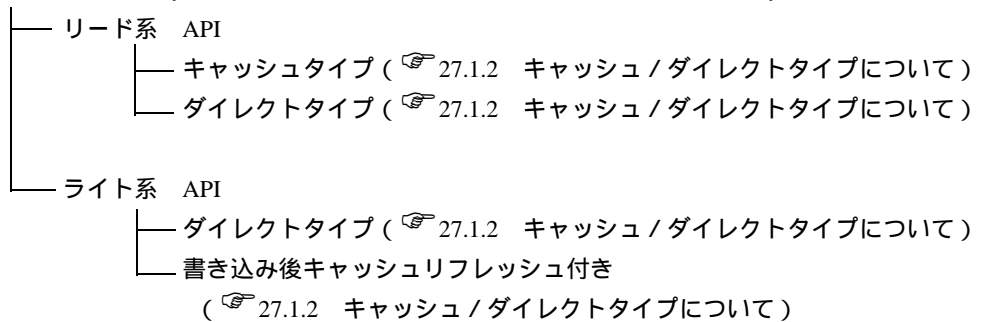 リード系 API
キャッシュタイプ(☞27.1.2 キャッシュ/ダイレクトタイプについて)
ダイレクトタイプ(☞27.1.2 キャッシュ/ダイレクトタイプについて)
ライト系 API
ダイレクトタイプ(☞27.1.2 キャッシュ/ダイレクトタイプについて)
書き込み後キャッシュリフレッシュ付き
(☞27.1.2 キャッシュ/ダイレクトタイプについて)